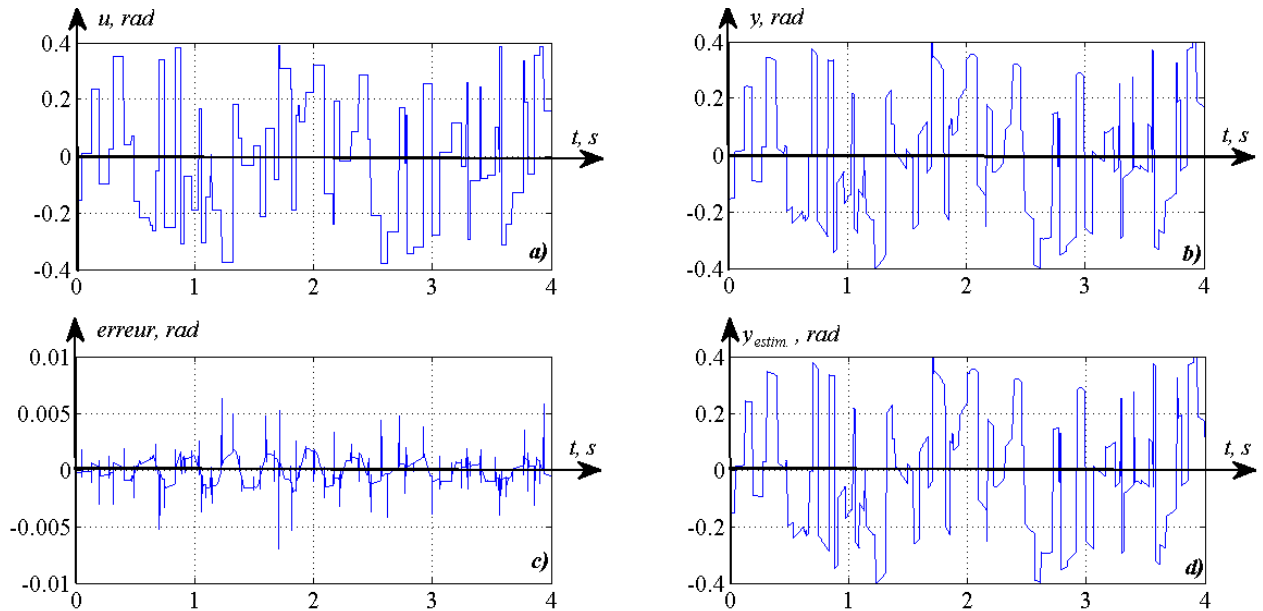 u, rad
0.4
0.2
0
-0.2
-0.4
t, s
a)
0 1 2 3 4
y, rad
0.4
0.2
0
-0.2
-0.4
t, s
b)
0 1 2 3 4
erreur, rad
0.01
0.005
0
-0.005
-0.01
t, s
c)
0 1 2 3 4
y estim. , rad
0.4
0.2
0
-0.2
-0.4
t, s
d)
0 1 2 3 4